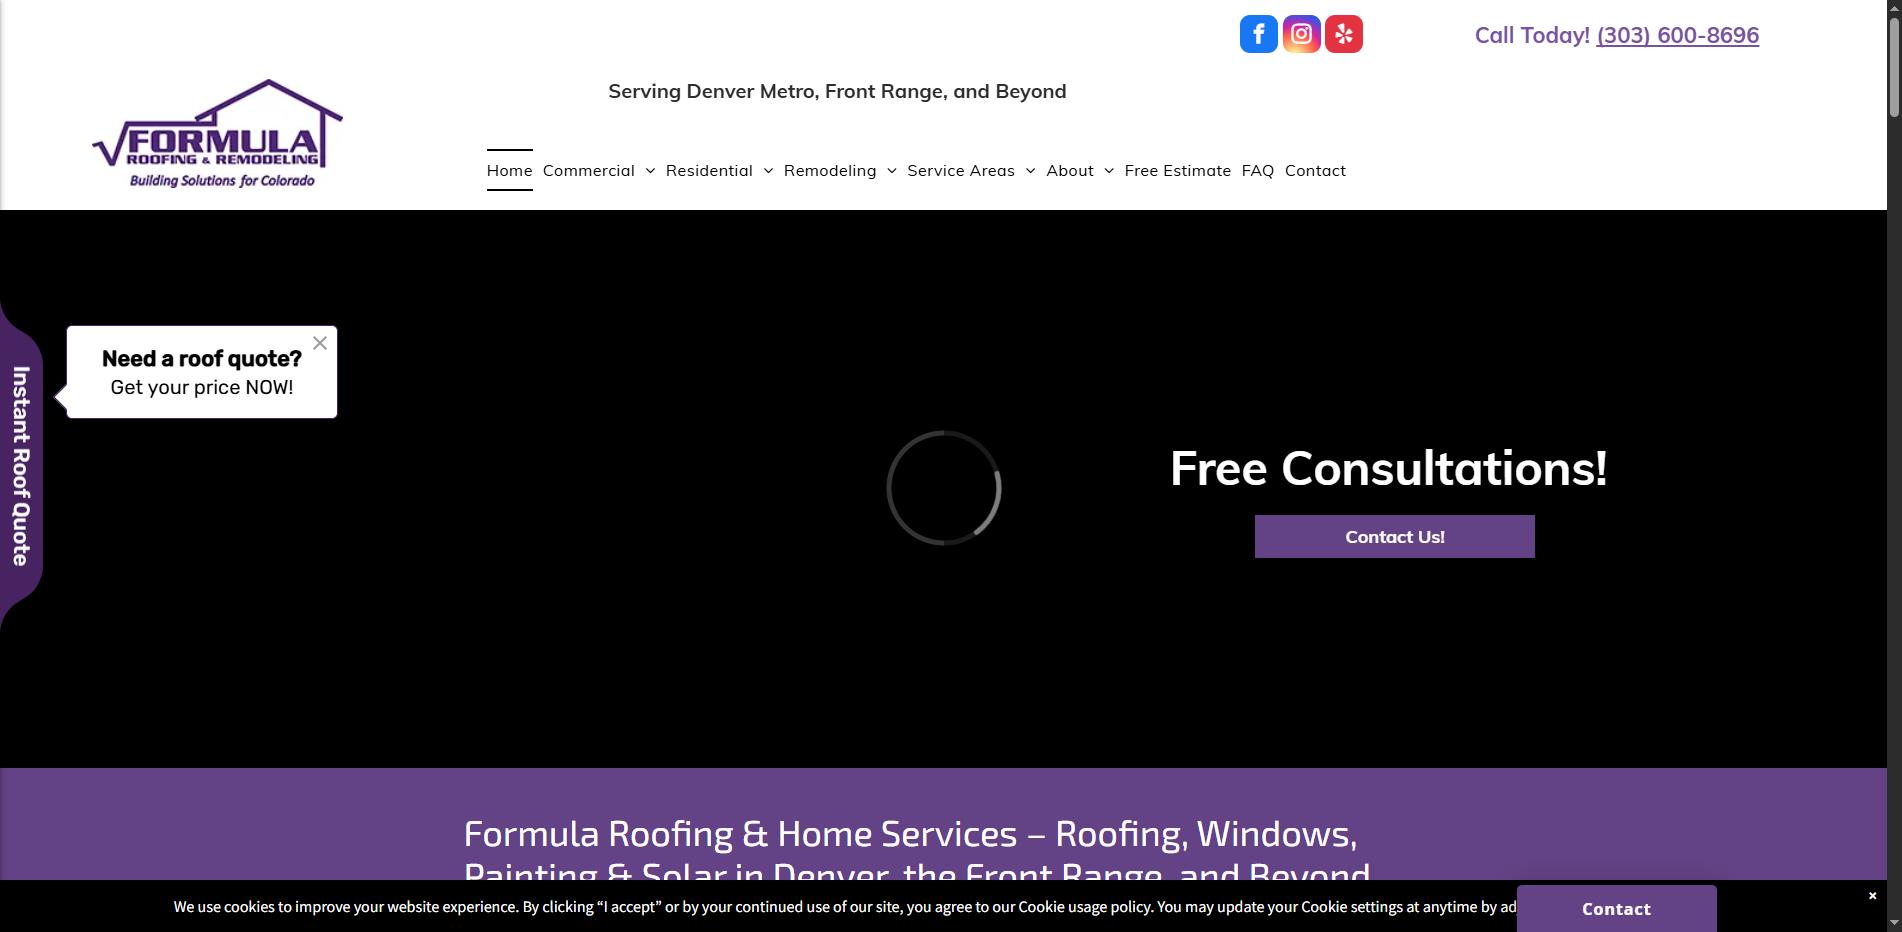 Call Today! (303) 600-8696
Serving Denver Metro, Front Range, and Beyond
FORMULA
ROOFING & REMODELING
Building Solutions for Colorado
Home Commercial Residential Remodeling Service Areas About Free Estimate FAQ Contact
Need a roof quote?
Get your price NOW!
Instant Roof Quote
Free Consultations!
Contact Us!
Formula Roofing & Home Services – Roofing, Windows,
Painting & Solar in Denver, the Front Range, and Beyond
We use cookies to improve your website experience. By clicking “I accept” or by your continued use of our site, you agree to our Cookie usage policy. You may update your Cookie settings at anytime by ad
Contact